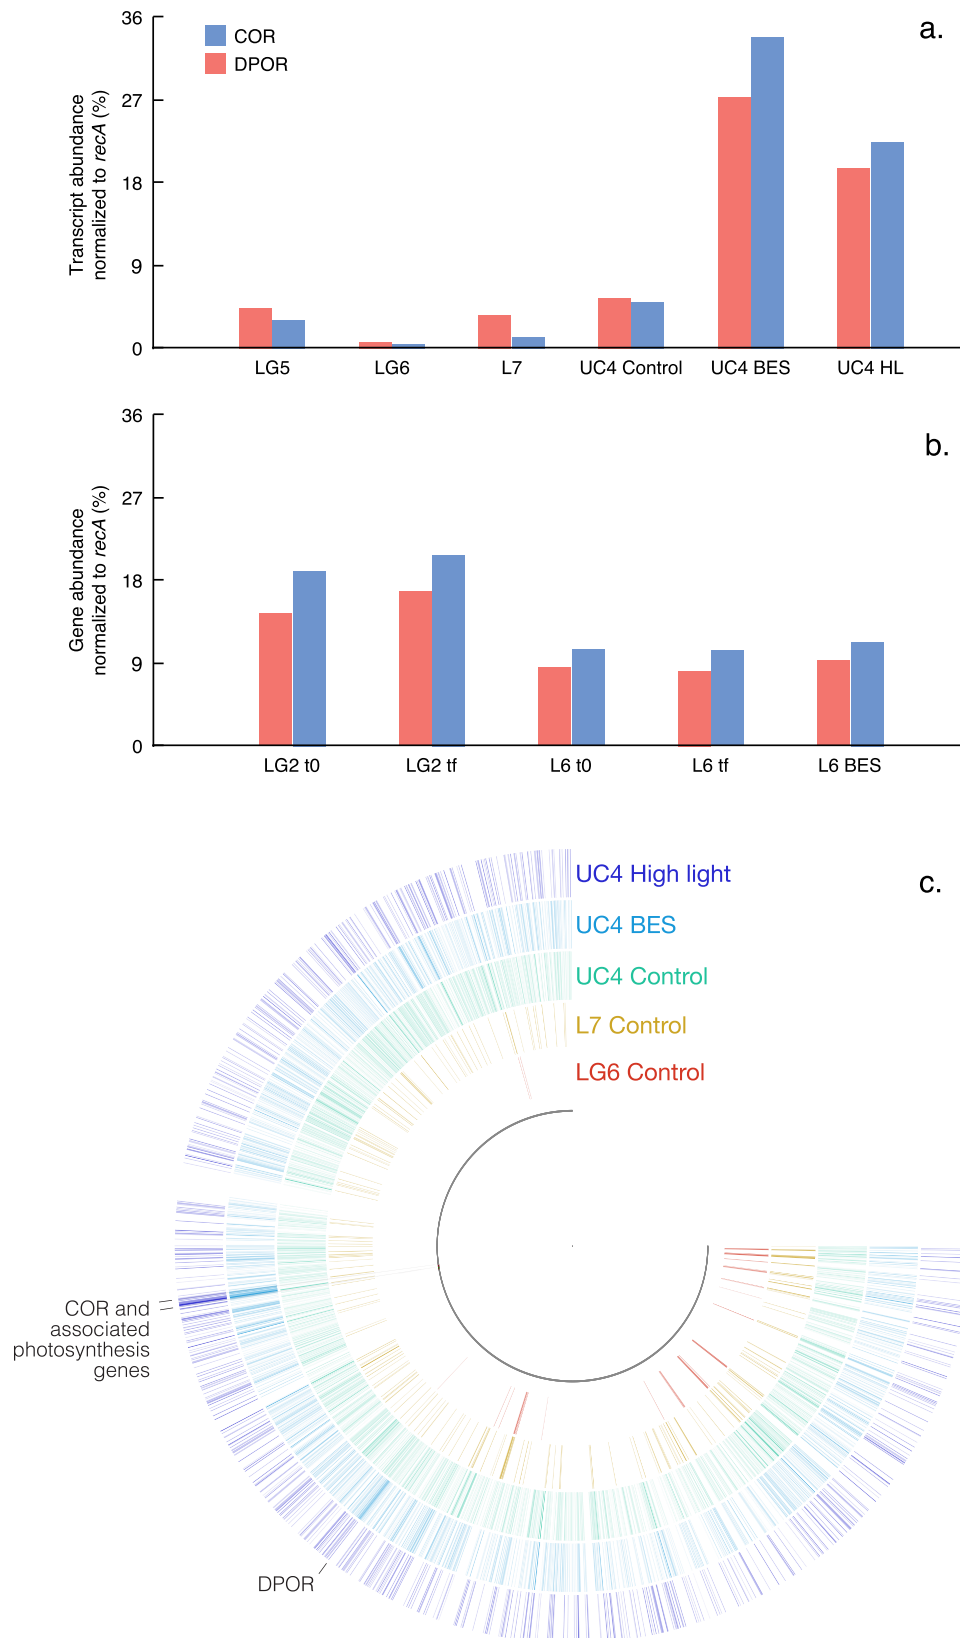 a.
36
27
18
9
0
COR
DPOR
Transcript abundance
normalized to recA (%)
LG5
LG6
L7
UC4 Control
UC4 BES
UC4 HL
b.
36
27
18
9
0
Gene abundance
normalized to recA (%)
LG2 t0
LG2 tf
L6 t0
L6 tf
L6 BES
c.
UC4 High light
UC4 BES
UC4 Control
L7 Control
LG6 Control
COR and
associated
photosynthesis
genes
DPOR